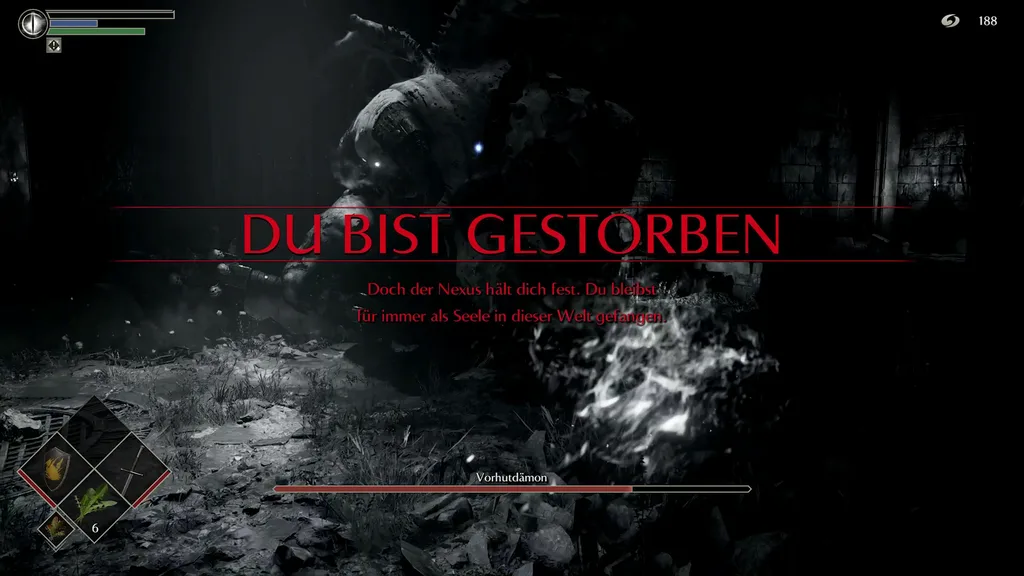 188
DU BIST GESTORBEN
Doch der Nexus hält dich fest. Du bleibst
für immer als Seele in dieser Welt gefangen.
Vorhutdämon
6